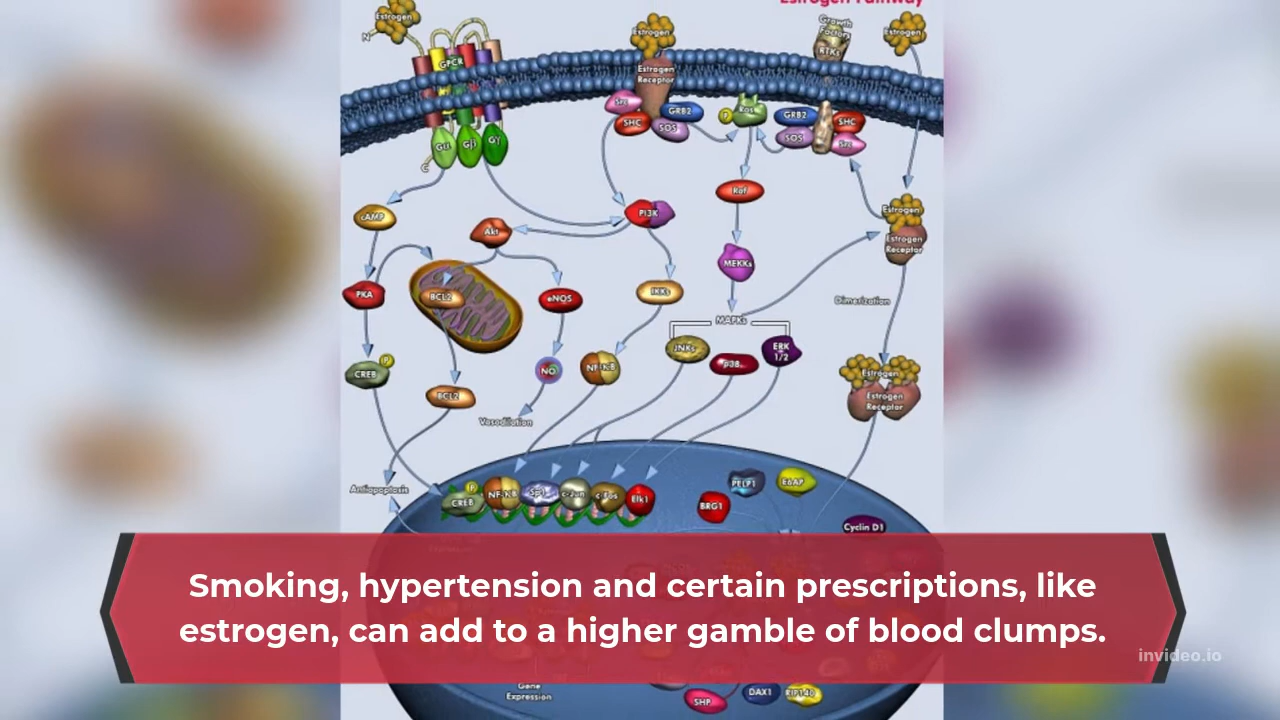 Estrogen Pathway
Estrogen
Estrogen
Growth
Factors
Estrogen
N
RTKs
GPCR
Estrogen
Receptor
Src
GRB2
Ras
P
GRB2
SHC
SHC
SOS
SOS
Src
Gα
Gβ
Gγ
C
Raf
cAMP
PI3K
Estrogen
Akt
Estrogen
Receptor
MEKKs
PKA
BCL2
eNOS
IKKs
Dimerization
MAPKs
JNKs
ERK
1/2
p38
P
CREB
NO
NF-KB
Estrogen
BCL2
Estrogen
Receptor
Vasodilation
Antiapoptosis
P
CREB
NF-KB
Sp1
c-Jun
c-Fos
Elk1
PELP1
E6AP
BRG1
Cyclin D1
Smoking, hypertension and certain prescriptions, like
estrogen, can add to a higher gamble of blood clumps.
invideo.io
Gene
Expression
SHP
DAX1
RIP140